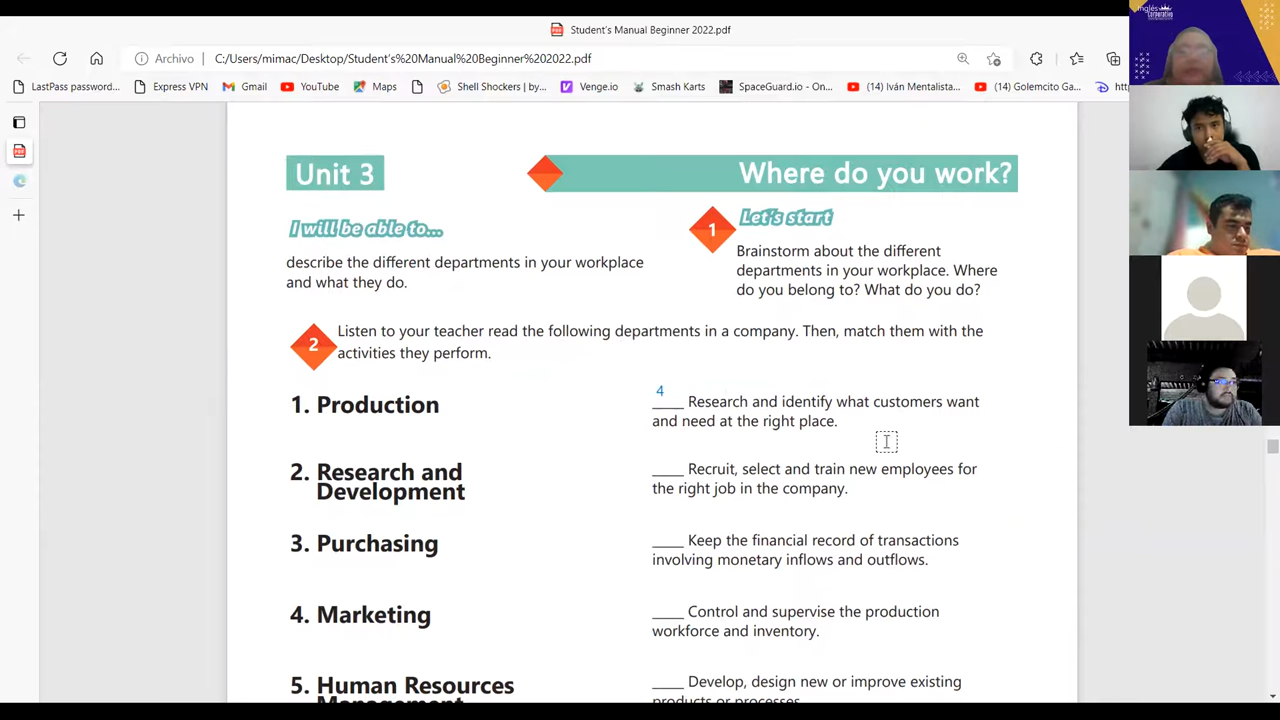 Student's Manual Beginner 2022.pdf
Archivo
C:/Users/mimac/Desktop/Student's%20Manual%20Beginner%202022.pdf
LastPass password...
Express VPN
Gmail
YouTube
Maps
Shell Shockers | by...
Venge.io
Smash Karts
SpaceGuard.io - On...
(14) Iván Mentalista...
(14) Golemcito Ga...
http
Inglés
Corporativo
Unit 3
Where do you work?
I will be able to...
describe the different departments in your workplace
and what they do.
1
Let's start
Brainstorm about the different
departments in your workplace. Where
do you belong to? What do you do?
2
Listen to your teacher read the following departments in a company. Then, match them with the
activities they perform.
1. Production
2. Research and
Development
3. Purchasing
4. Marketing
5. Human Resources
Management
4
____ Research and identify what customers want
and need at the right place.
____ Recruit, select and train new employees for
the right job in the company.
____ Keep the financial record of transactions
involving monetary inflows and outflows.
____ Control and supervise the production
workforce and inventory.
____ Develop, design new or improve existing
products or processes.